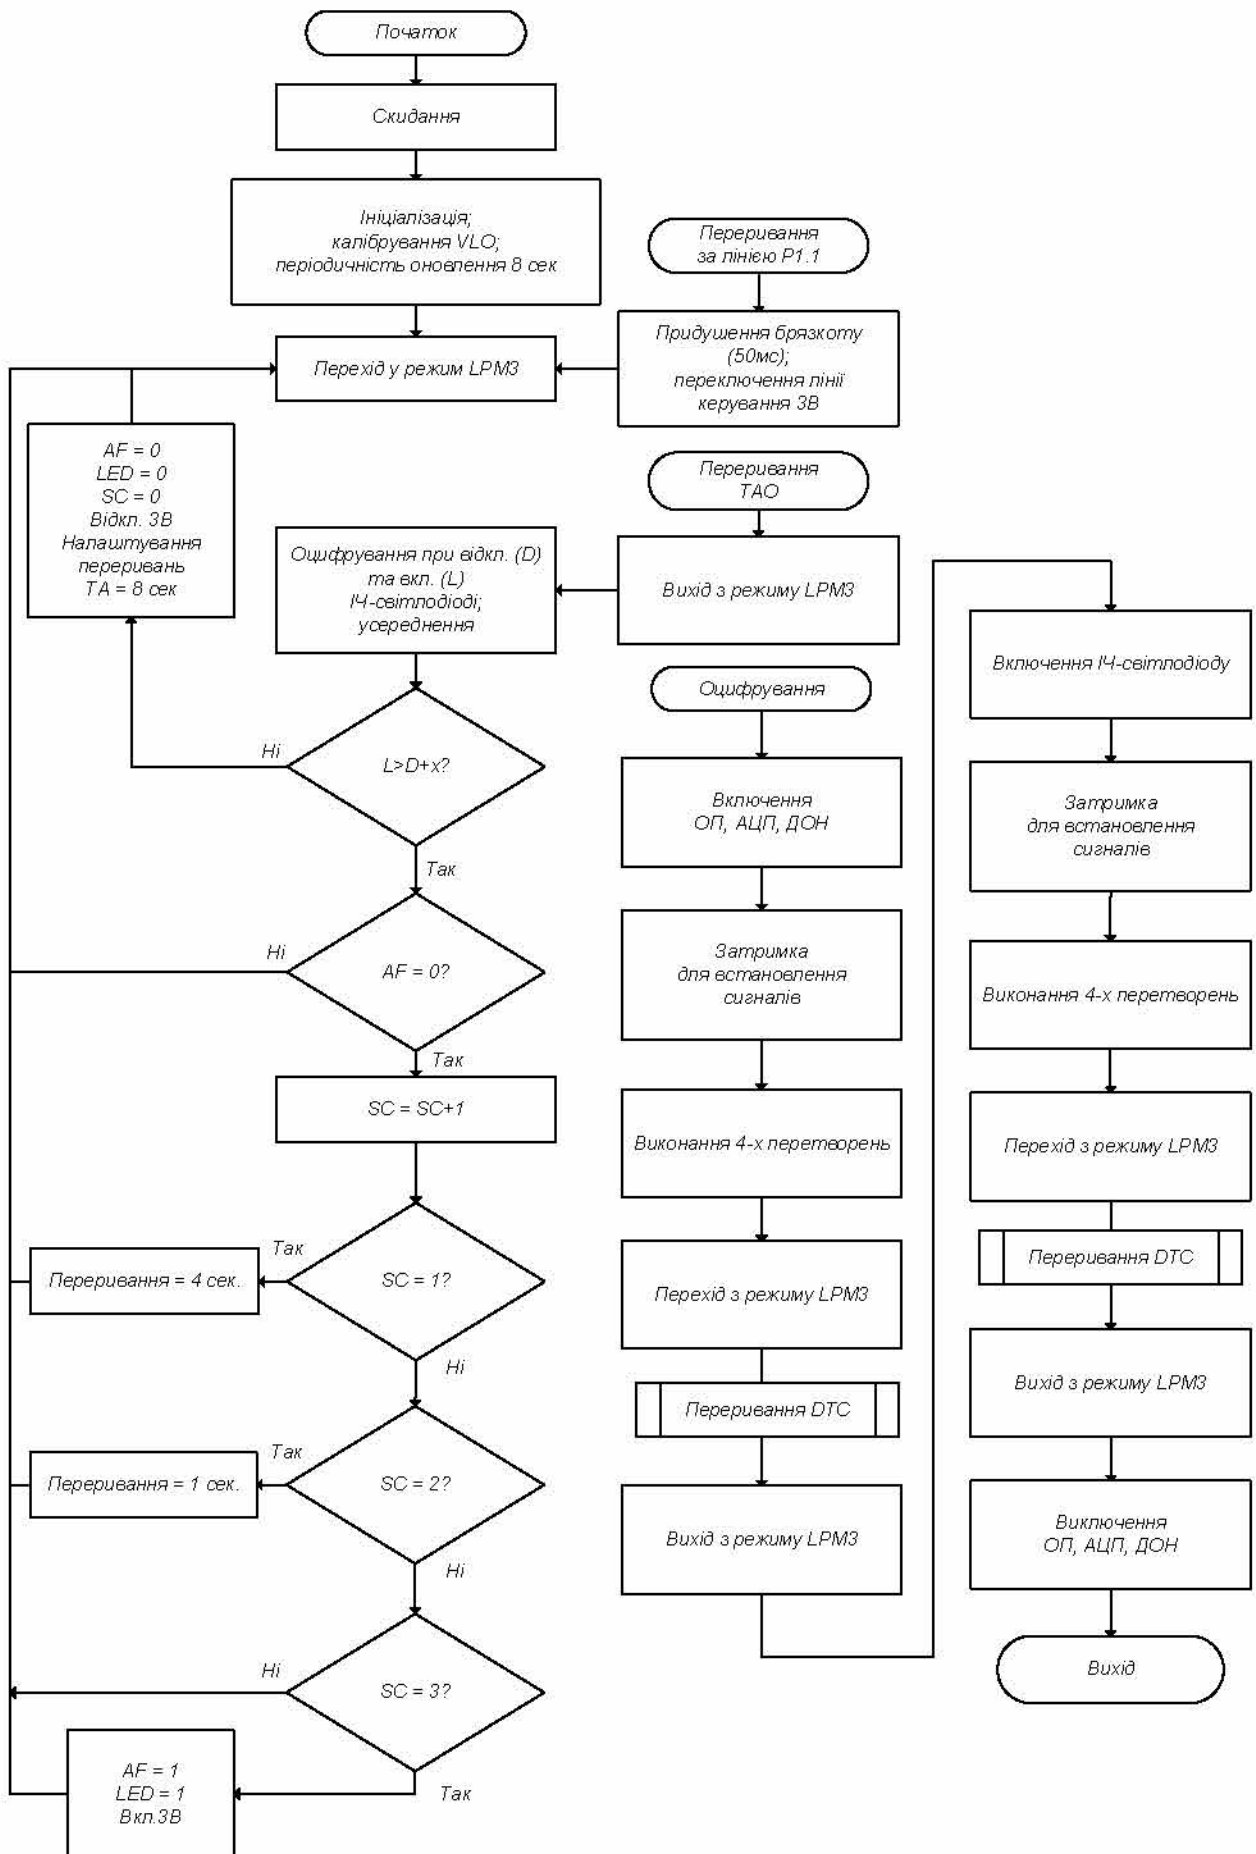 Початок
Скидання
Ініціалізація;
калібрування VLO;
періодичність оновлення 8 сек
Перехід у режим LPM3
Переривання
за лінією P1.1
Придушення брязкоту
(50мс);
переключення лінії
керування ЗВ
AF = 0
LED = 0
SC = 0
Відкл. ЗВ
Налаштування
переривань
TA = 8 сек
Переривання
ТАО
Вихід з режиму LPM3
Оцифрування при відкл. (D)
та вкл. (L)
ІЧ-світлодіоді;
усереднення
L>D+x?
Ні
Так
AF = 0?
Ні
Так
SC = SC+1
SC = 1?
Так
Переривання = 4 сек.
Ні
SC = 2?
Так
Переривання = 1 сек.
Ні
SC = 3?
Ні
Так
AF = 1
LED = 1
Вкл.ЗВ
Оцифрування
Включення
ОП, АЦП, ДОН
Затримка
для встановлення
сигналів
Виконання 4-х перетворень
Перехід з режиму LPM3
Переривання DTC
Вихід з режиму LPM3
Включення ІЧ-світлодіоду
Затримка
для встановлення
сигналів
Виконання 4-х перетворень
Перехід з режиму LPM3
Переривання DTC
Вихід з режиму LPM3
Виключення
ОП, АЦП, ДОН
Вихід